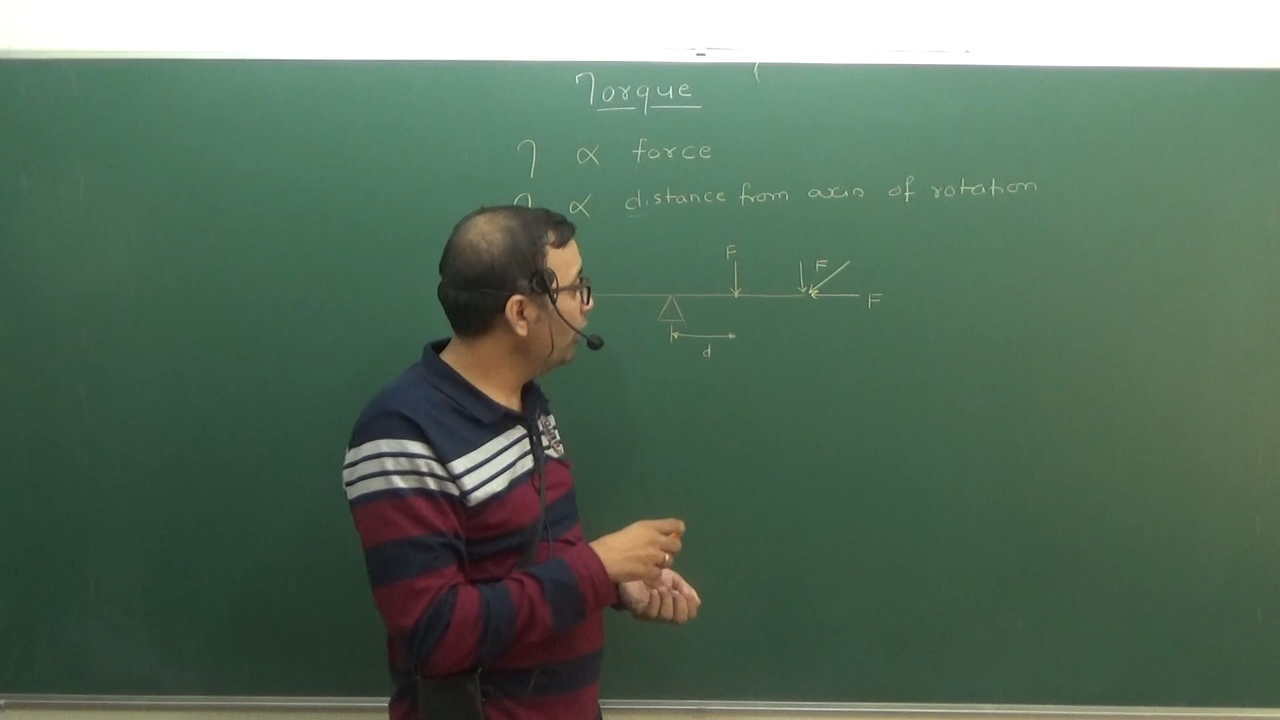 Torque
τ ∝ force
τ ∝ distance from axis of rotation
F F
F
d